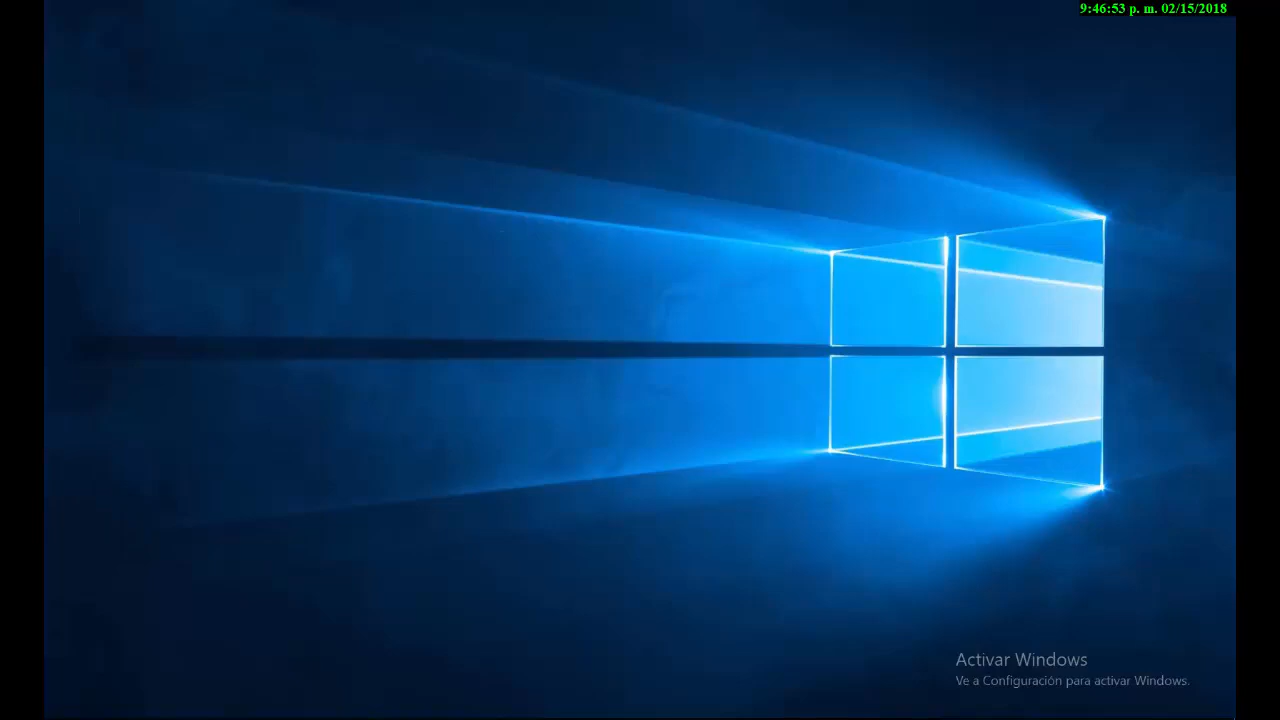 9:46:53 p. m. 02/15/2018
Activar Windows
Ve a Configuración para activar Windows.